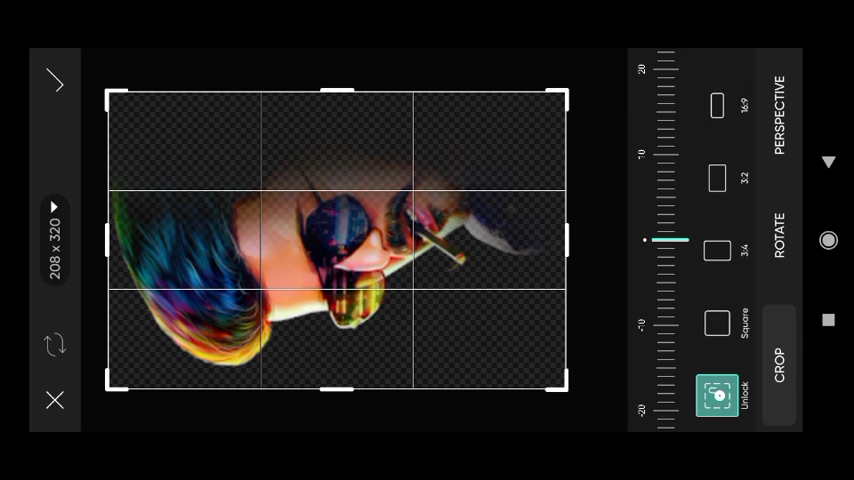 208 x 320
20
10
0
-10
-20
16:9
3:2
3:4
Square
Unlock
PERSPECTIVE
ROTATE
CROP